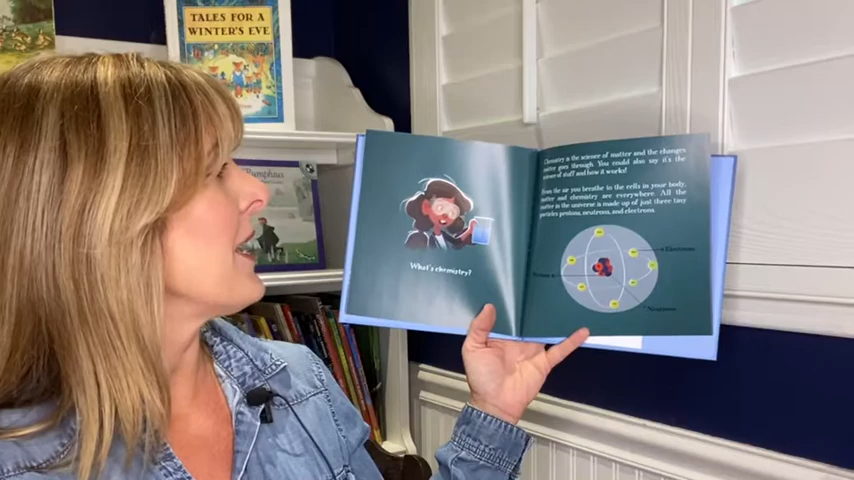 TALES FOR A
WINTER'S EVE
Rumphius
What's chemistry?
Chemistry is the science of matter and the changes
matter goes through. You could also say it's the
science of stuff and how it works!
From the air you breathe to the cells in your body,
matter and chemistry are everywhere. All the
matter in the universe is made up of just three tiny
particles protons, neutrons, and electrons.
Electrons
Protons
Neutrons